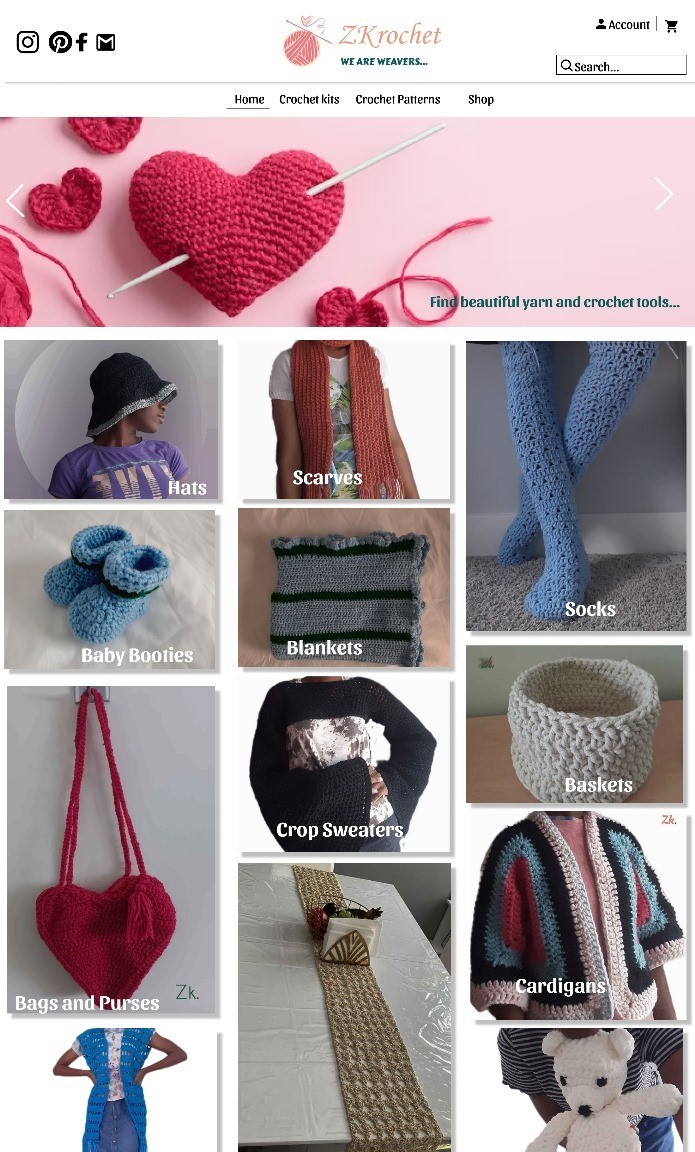 ZKrochet
WE ARE WEAVERS...
Account
Search...
Home Crochet kits Crochet Patterns Shop
Find beautiful yarn and crochet tools...
Hats
Scarves
Socks
Baby Booties
Blankets
Baskets
Crop Sweaters
Zk.
Cardigans
Bags and Purses
Zk.